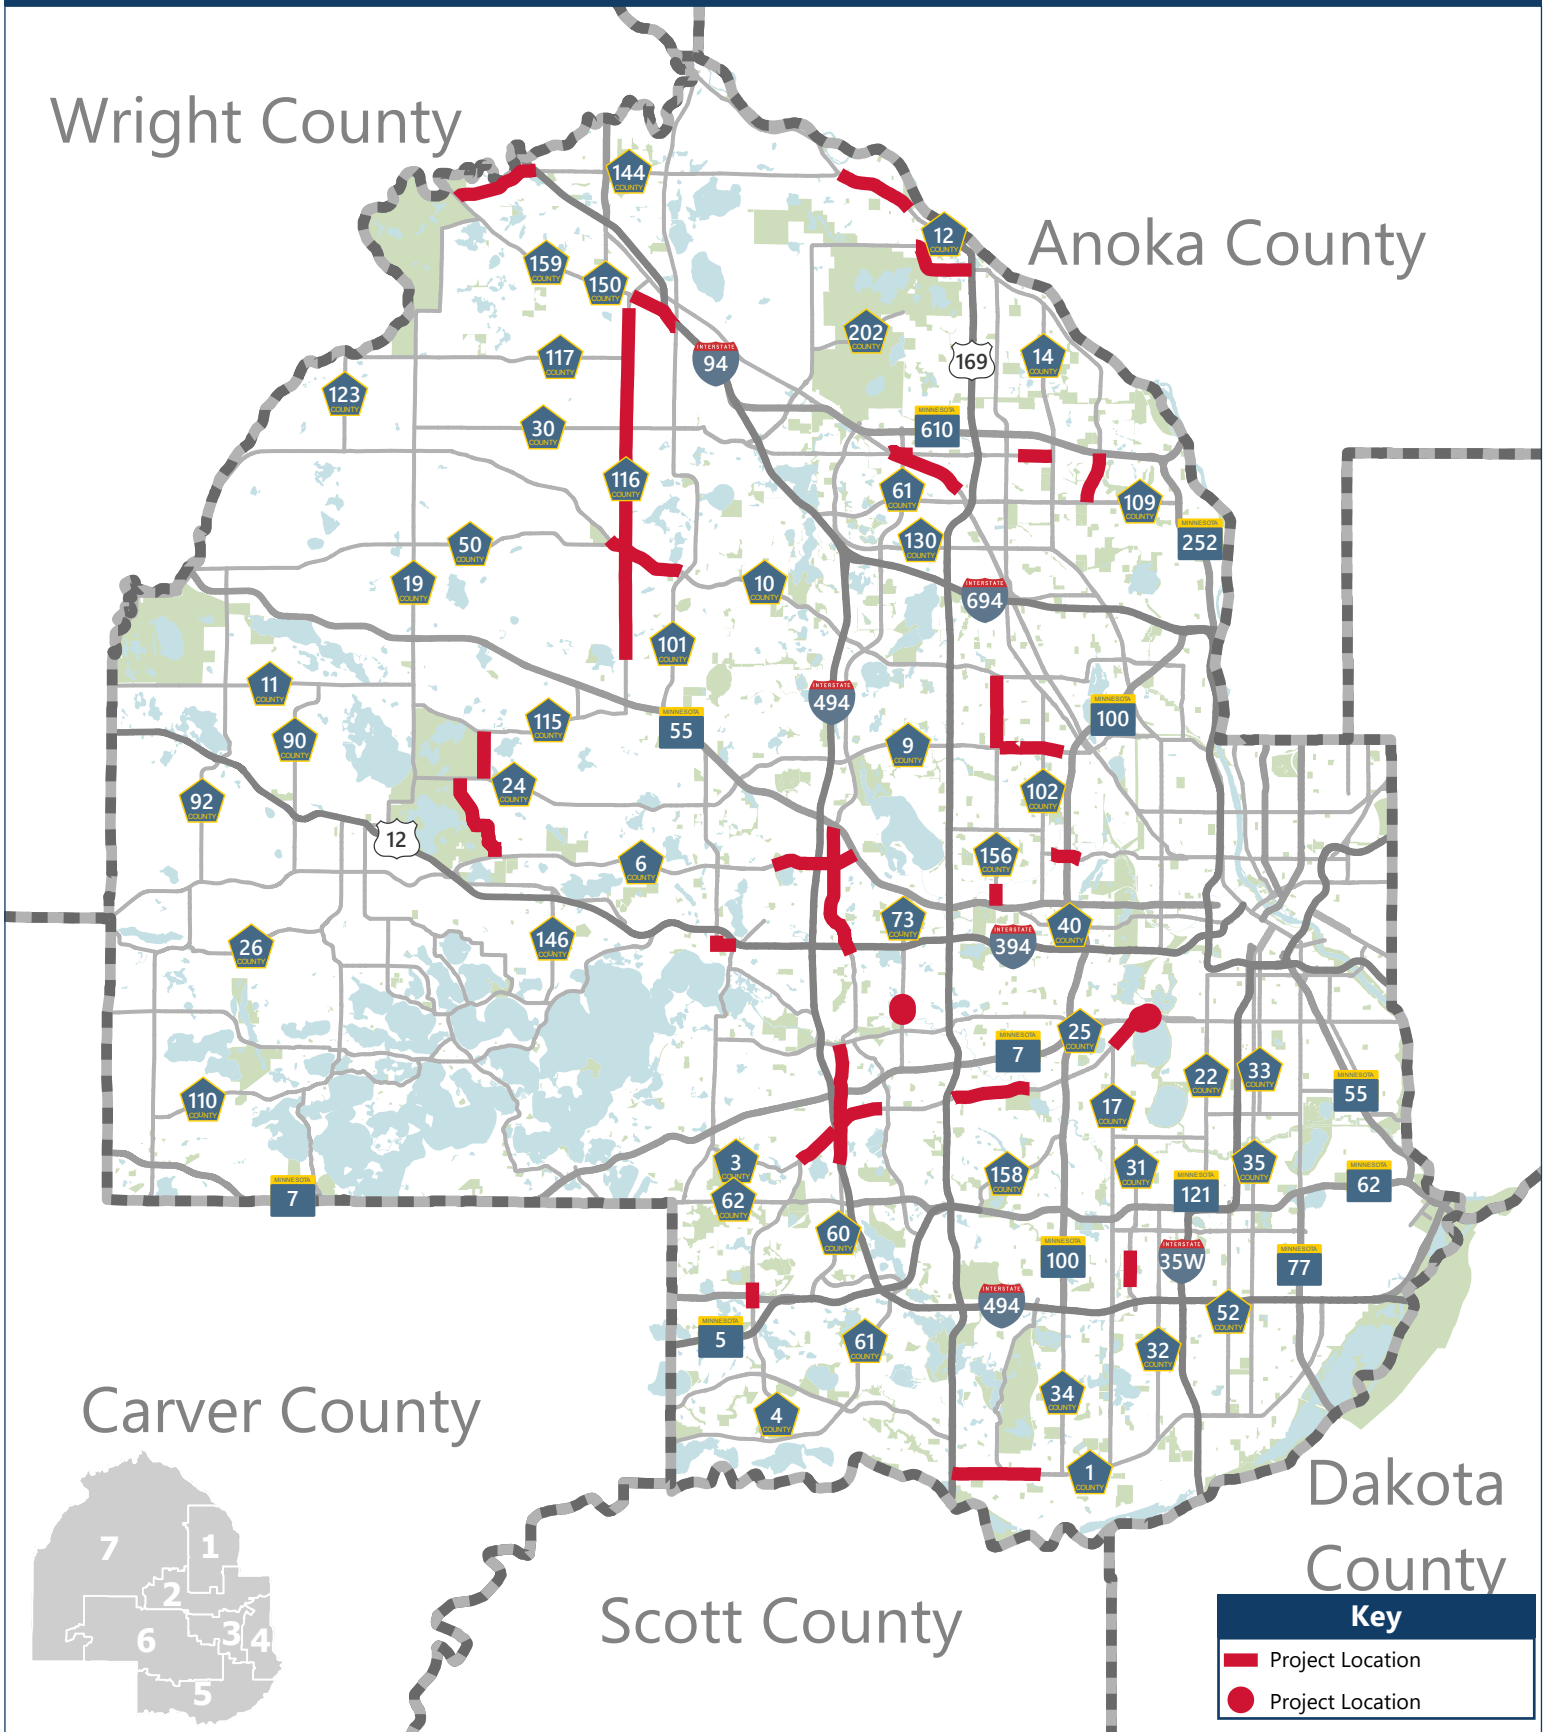 Wright County
144
COUNTY
12
COUNTY
Anoka County
159
COUNTY
150
COUNTY
202
COUNTY
INTERSTATE
94
169
14
COUNTY
117
COUNTY
123
COUNTY
30
COUNTY
MINNESOTA
610
116
COUNTY
61
COUNTY
109
COUNTY
50
COUNTY
130
COUNTY
MINNESOTA
252
19
COUNTY
10
COUNTY
INTERSTATE
694
101
COUNTY
11
COUNTY
INTERSTATE
494
115
COUNTY
MINNESOTA
55
MINNESOTA
100
90
COUNTY
9
COUNTY
92
COUNTY
24
COUNTY
102
COUNTY
12
6
COUNTY
156
COUNTY
26
COUNTY
146
COUNTY
73
COUNTY
INTERSTATE
394
40
COUNTY
25
COUNTY
MINNESOTA
7
22
COUNTY
33
COUNTY
MINNESOTA
55
110
COUNTY
17
COUNTY
3
COUNTY
158
COUNTY
31
COUNTY
35
COUNTY
MINNESOTA
7
62
COUNTY
MINNESOTA
121
MINNESOTA
62
60
COUNTY
MINNESOTA
100
INTERSTATE
35W
MINNESOTA
77
INTERSTATE
494
52
COUNTY
MINNESOTA
5
61
COUNTY
32
COUNTY
34
COUNTY
4
COUNTY
Carver County
1
COUNTY
Dakota
County
Scott County
7
1
2
3
4
6
5
Key
Project Location
Project Location